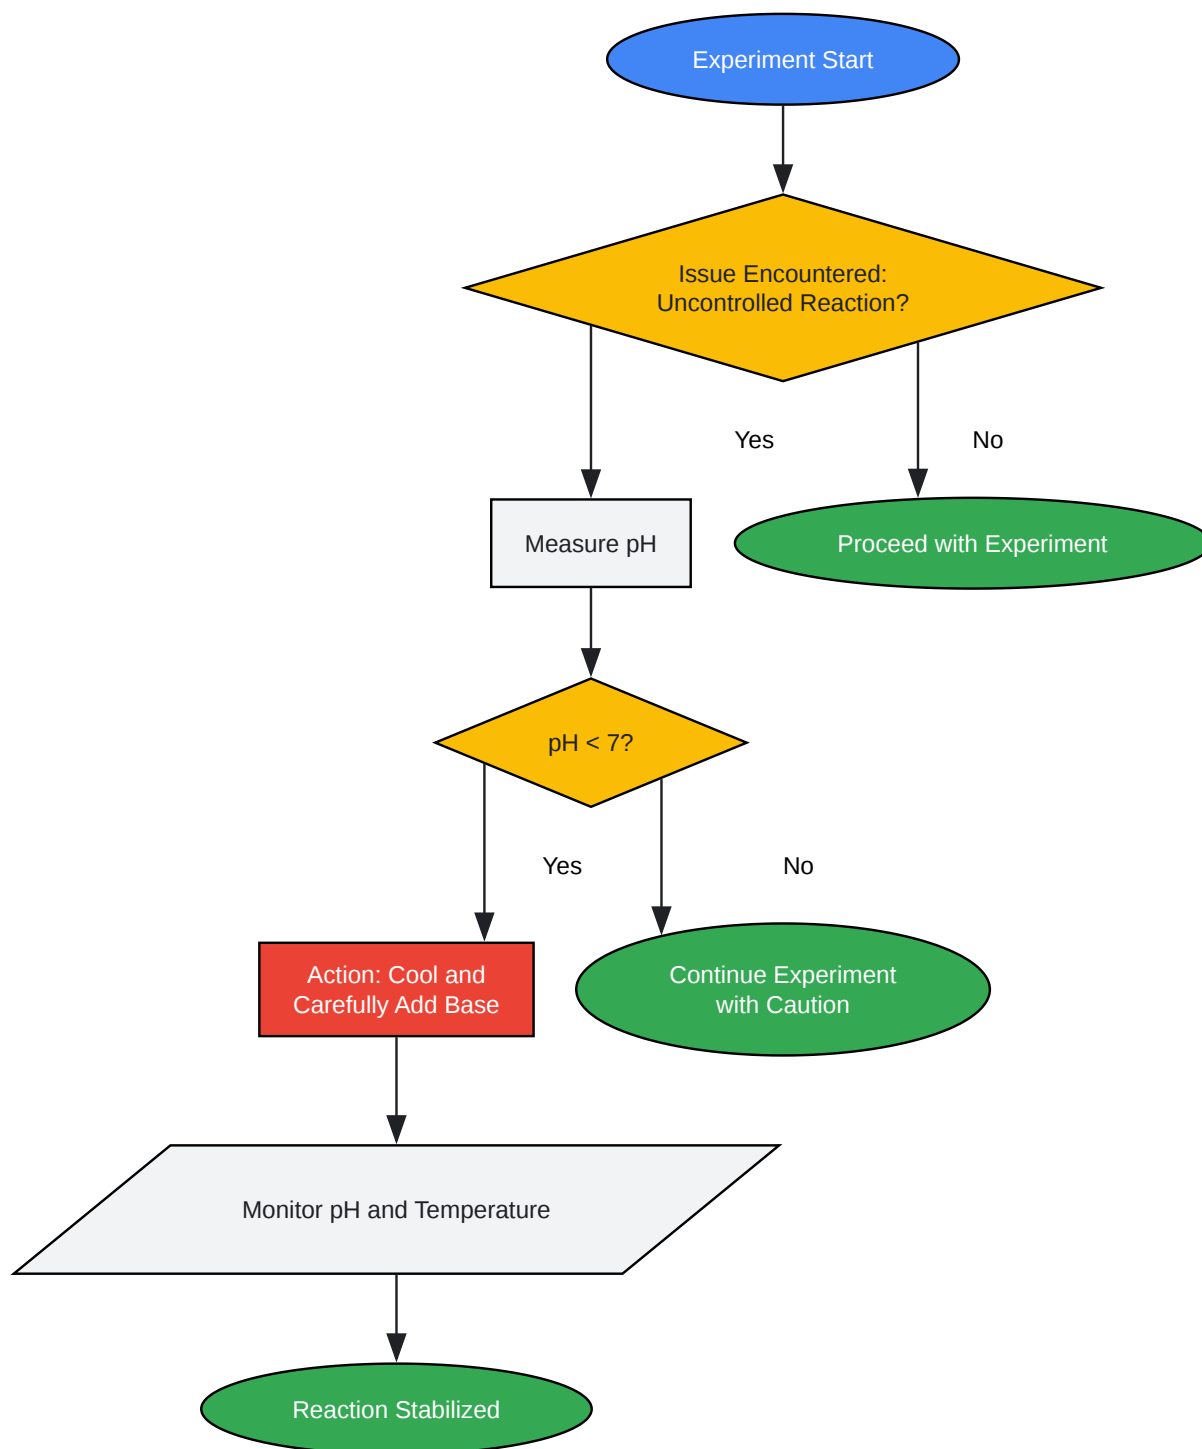 Experiment Start
Issue Encountered:
Uncontrolled Reaction?
Yes
No
Measure pH
Proceed with Experiment
pH < 7?
Yes
No
Action: Cool and
Carefully Add Base
Continue Experiment
with Caution
Monitor pH and Temperature
Reaction Stabilized